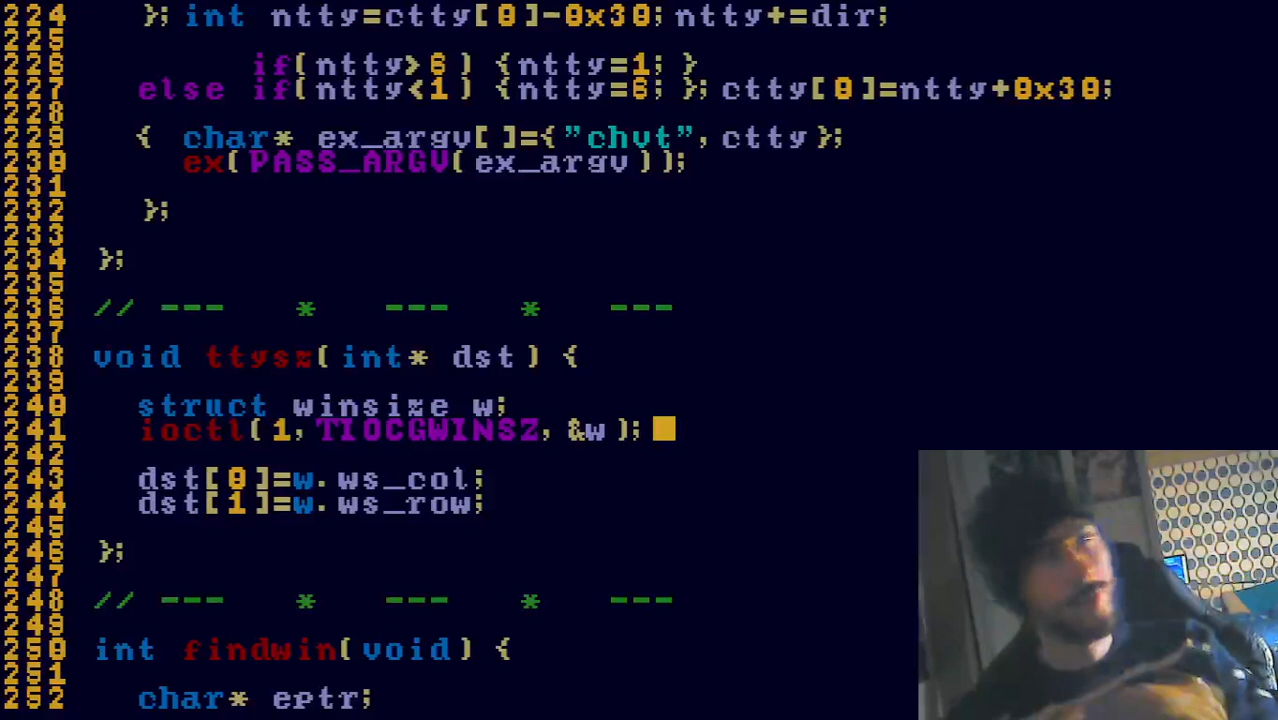 224 }; int ntty=ctty[0]-0x30; ntty+=dir;
225
226 if(ntty>6 ) {ntty=1; }
227 else if(ntty<1 ) {ntty=6; }; ctty[0]=ntty+0x30;
228
229 { char* ex_argv[ ]={"chvt", ctty };
230 ex( PASS_ARGV( ex_argv ) );
231
232 };
233
234 };
235
236 // --- * --- * ---
237
238 void ttysz( int* dst ) {
239
240 struct winsize w;
241 ioctl( 1, TIOCGWINSZ, &w );
242
243 dst[ 0 ]=w. ws_col;
244 dst[ 1 ]=w. ws_row;
245
246 };
247
248 // --- * --- * ---
249
250 int findwin( void ) {
251
252 char* eptr;